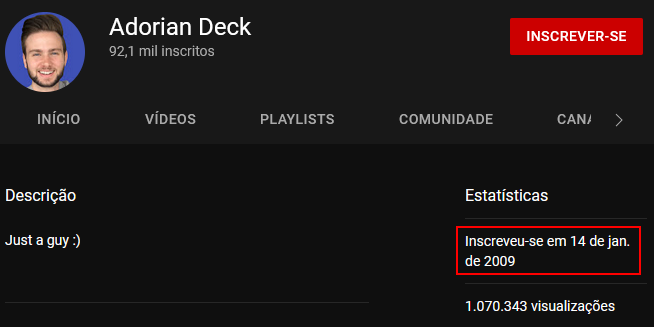 Adorian Deck
92,1 mil inscritos
INSCREVER-SE
INÍCIO VÍDEOS PLAYLISTS COMUNIDADE CANA
Descrição
Just a guy :)
Estatísticas
Inscreveu-se em 14 de jan.
de 2009
1.070.343 visualizações